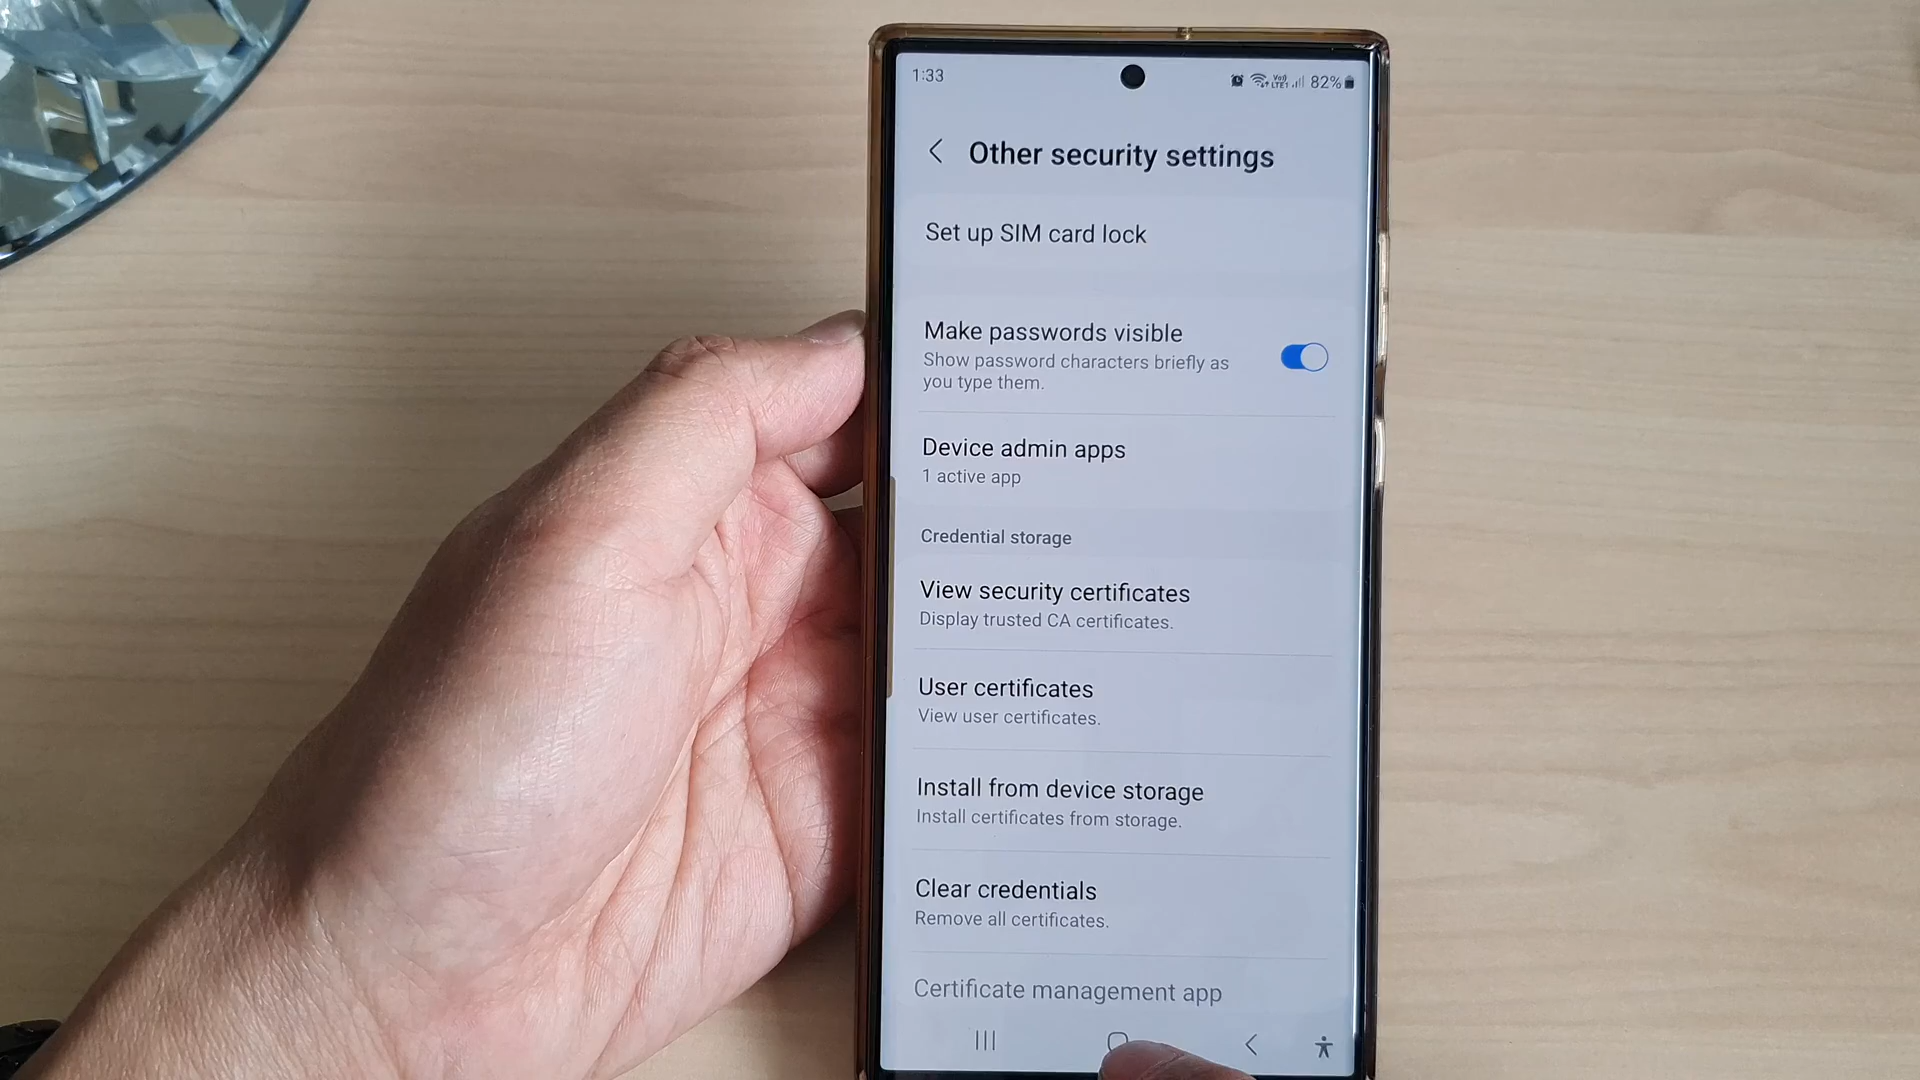 1:33
Vo))
LTE1
82%
Other security settings
Set up SIM card lock
Make passwords visible
Show password characters briefly as
you type them.
Device admin apps
1 active app
Credential storage
View security certificates
Display trusted CA certificates.
User certificates
View user certificates.
Install from device storage
Install certificates from storage.
Clear credentials
Remove all certificates.
Certificate management app